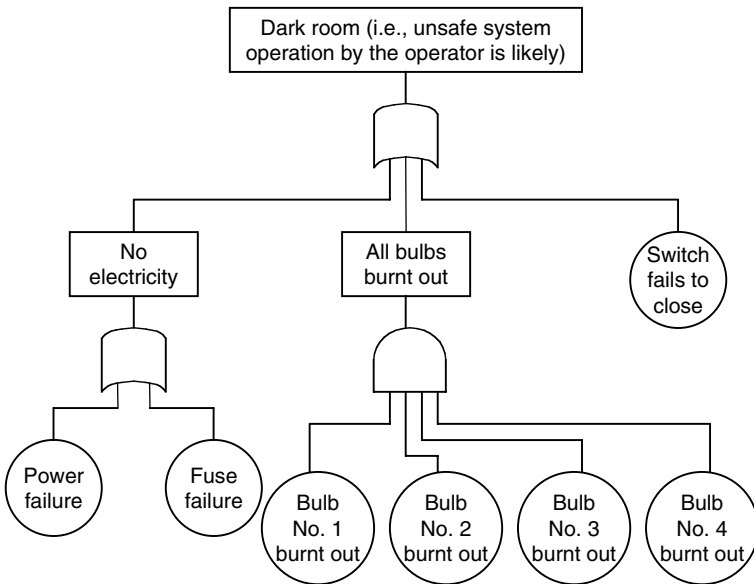 Dark room (i.e., unsafe system
operation by the operator is likely)
No
electricity
All bulbs
burnt out
Switch
fails to
close
Power
failure
Fuse
failure
Bulb
No. 1
burnt out
Bulb
No. 2
burnt out
Bulb
No. 3
burnt out
Bulb
No. 4
burnt out